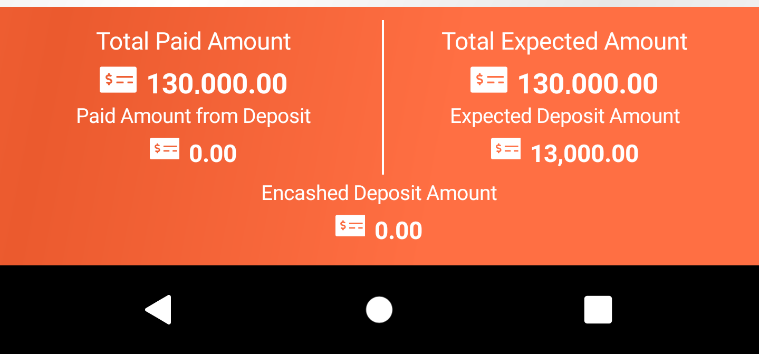 Total Paid Amount
Total Expected Amount
130,000.00
130,000.00
Paid Amount from Deposit
Expected Deposit Amount
0.00
13,000.00
Encashed Deposit Amount
0.00